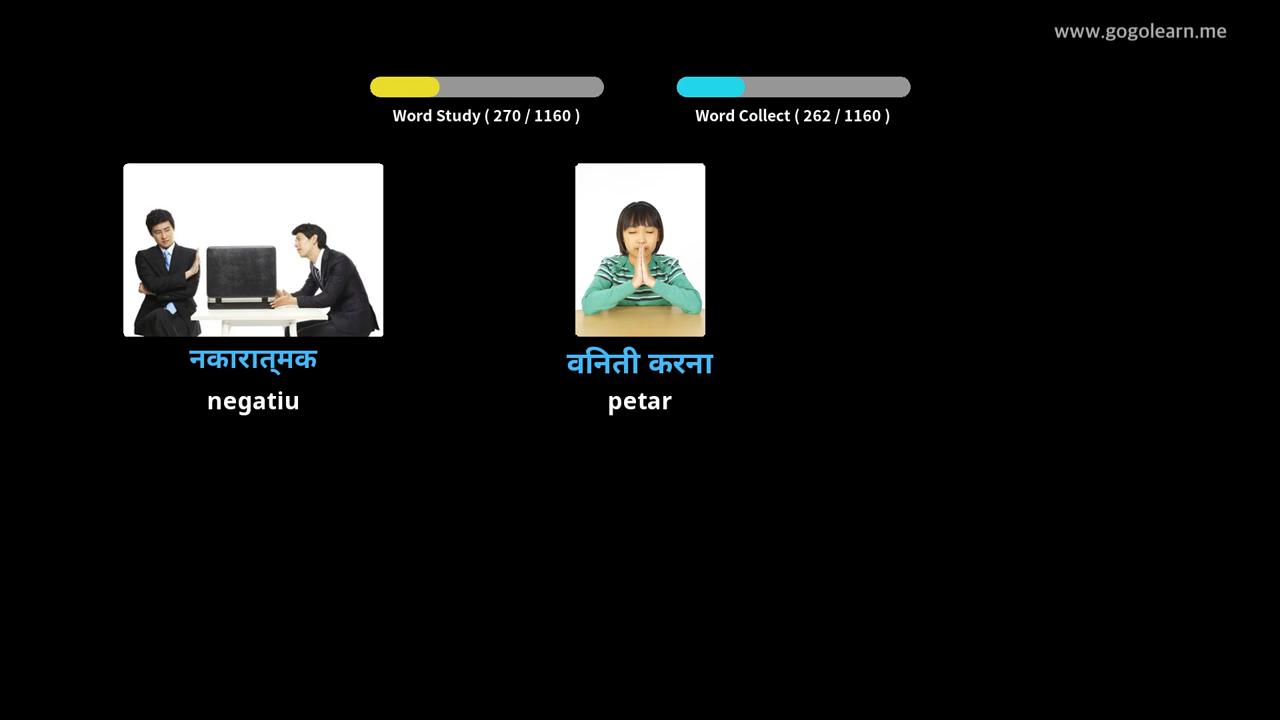 www.gogolearn.me
Word Study ( 270 / 1160 )
Word Collect ( 262 / 1160 )
नकारात्‌मक
negatiu
वनिती करना
petar